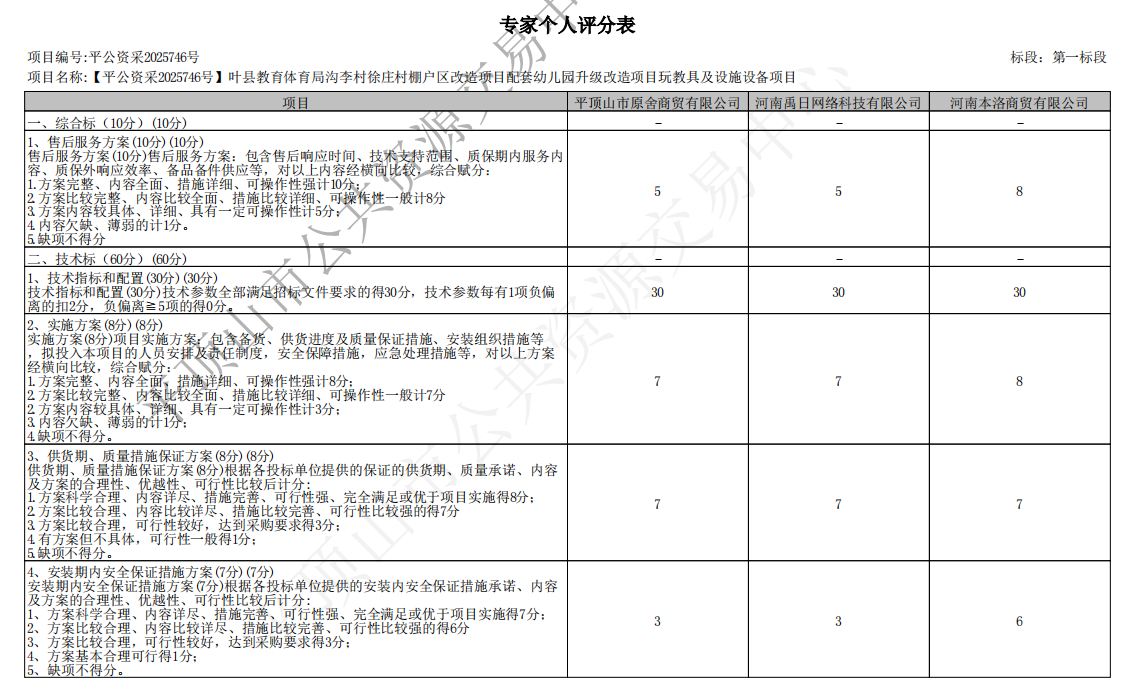 专家个人评分表
项目编号:平公资采2025746号
标段：第一标段
项目名称:【平公资采2025746号】叶县教育体育局沟李村徐庄村棚户区改造项目配套幼儿园升级改造项目玩教具及设施设备项目
项目 平顶山市原舍商贸有限公司 河南禹日网络科技有限公司 河南本洛商贸有限公司
一、综合标（10分）(10分) - - -
1、售后服务方案(10分)(10分)
售后服务方案(10分)售后服务方案：包含售后响应时间、技术支持范围、质保期内服务内
容、质保外响应效率、备品备件供应等，对以上内容经横向比较，综合赋分:
1.方案完整、内容全面、措施详细、可操作性强计10分；
2.方案比较完整、内容比较全面、措施比较详细、可操作性一般计8分
3.方案内容较具体、详细、具有一定可操作性计5分；
4.内容欠缺、薄弱的计1分。
5.缺项不得分
5 5 8
二、技术标（60分）(60分) - - -
1、技术指标和配置(30分)(30分)
技术指标和配置(30分)技术参数全部满足招标文件要求的得30分，技术参数每有1项负偏
离的扣2分，负偏离≧5项的得0分。
30 30 30
2、实施方案(8分)(8分)
实施方案(8分)项目实施方案：包含备货、供货进度及质量保证措施、安装组织措施等
，拟投入本项目的人员安排及责任制度，安全保障措施，应急处理措施等，对以上方案
经横向比较，综合赋分:
1.方案完整、内容全面、措施详细、可操作性强计8分；
2.方案比较完整、内容比较全面、措施比较详细、可操作性一般计7分
2.方案内容较具体、详细、具有一定可操作性计3分；
3.内容欠缺、薄弱的计1分；
4.缺项不得分。
7 7 8
3、供货期、质量措施保证方案(8分)(8分)
供货期、质量措施保证方案(8分)根据各投标单位提供的保证的供货期、质量承诺、内容
及方案的合理性、优越性、可行性比较后计分:
1.方案科学合理、内容详尽、措施完善、可行性强、完全满足或优于项目实施得8分；
2.方案比较合理、内容比较详尽、措施比较完善、可行性比较强的得7分
3.方案比较合理，可行性较好，达到采购要求得3分；
4.有方案但不具体，可行性一般得1分；
5.缺项不得分。
7 7 7
4、安装期内安全保证措施方案(7分)(7分)
安装期内安全保证措施方案(7分)根据各投标单位提供的安装内安全保证措施承诺、内容
及方案的合理性、优越性、可行性比较后计分:
1、方案科学合理、内容详尽、措施完善、可行性强、完全满足或优于项目实施得7分；
2、方案比较合理、内容比较详尽、措施比较完善、可行性比较强的得6分
3、方案比较合理，可行性较好，达到采购要求得3分；
4、方案基本合理可行得1分；
5、缺项不得分。
3 3 6
平顶山市公共资源交易中
顶山市公共资源交易中心